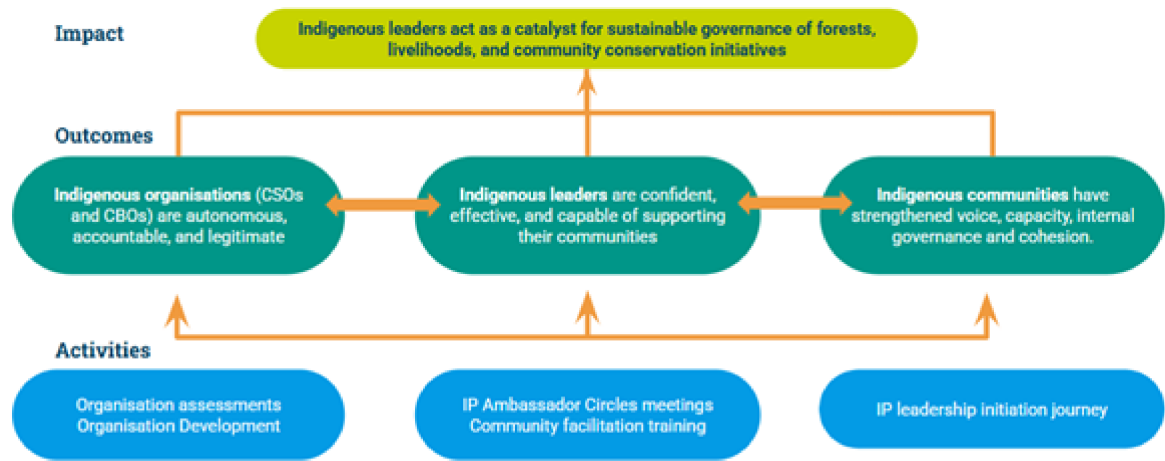 Impact
Indigenous leaders act as a catalyst for sustainable governance of forests,
livelihoods, and community conservation initiatives
Outcomes
Indigenous organisations (CSOs
and CBOs) are autonomous,
accountable, and legitimate
Indigenous leaders are confident,
effective, and capable of supporting
their communities
Indigenous communities have
strengthened voice, capacity, internal
governance and cohesion.
Activities
Organisation assessments
Organisation Development
IP Ambassador Circles meetings
Community facilitation training
IP leadership initiation journey